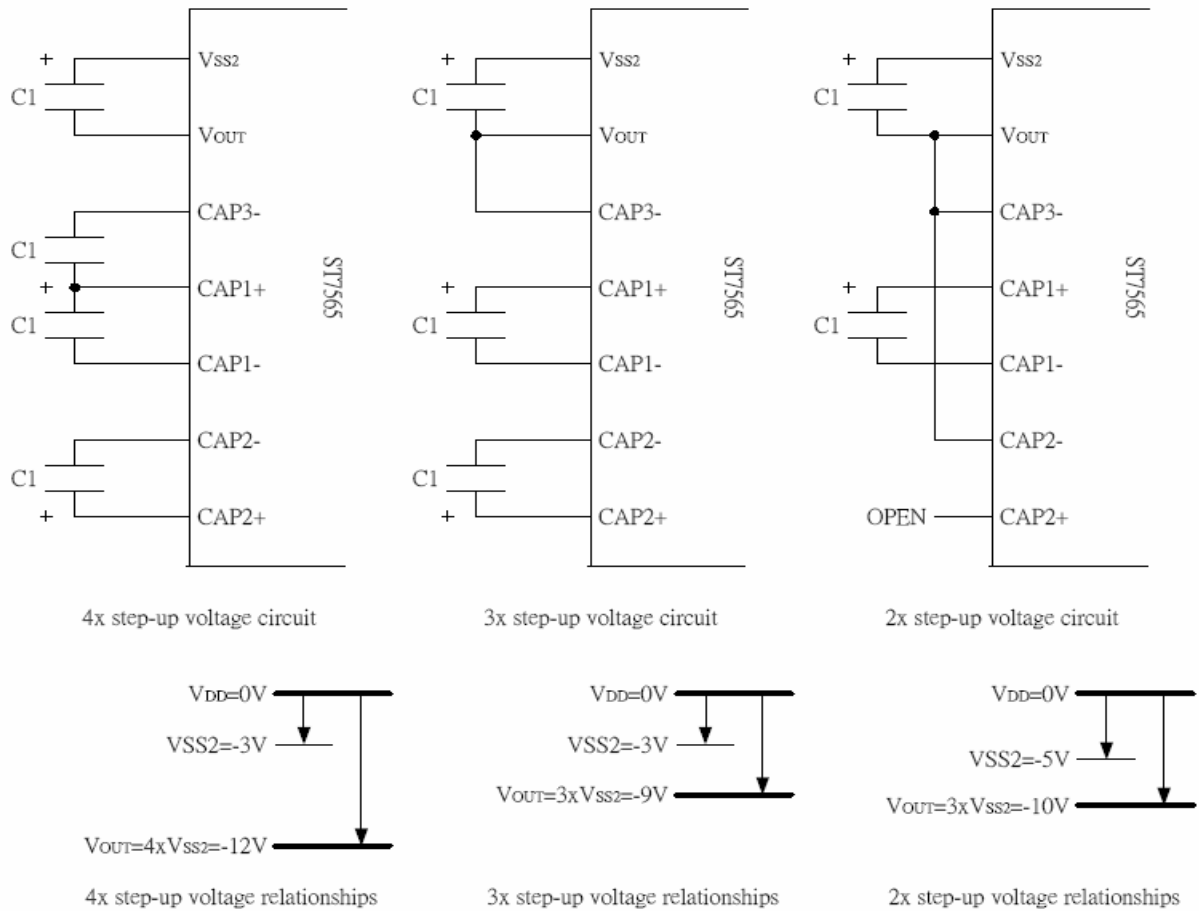 + VSS2
C1
VOUT
CAP3-
C1
+ CAP1+
C1
CAP1-
CAP2-
C1
+ CAP2+
ST7565
4x step-up voltage circuit
+ VSS2
C1
VOUT
CAP3-
+ CAP1+
C1
CAP1-
CAP2-
C1
+ CAP2+
ST7565
3x step-up voltage circuit
+ VSS2
C1
VOUT
CAP3-
+ CAP1+
C1
CAP1-
CAP2-
OPEN CAP2+
ST7565
2x step-up voltage circuit
VDD=0V
VSS2=-3V
VOUT=4xVSS2=-12V
4x step-up voltage relationships
VDD=0V
VSS2=-3V
VOUT=3xVSS2=-9V
3x step-up voltage relationships
VDD=0V
VSS2=-5V
VOUT=3xVSS2=-10V
2x step-up voltage relationships